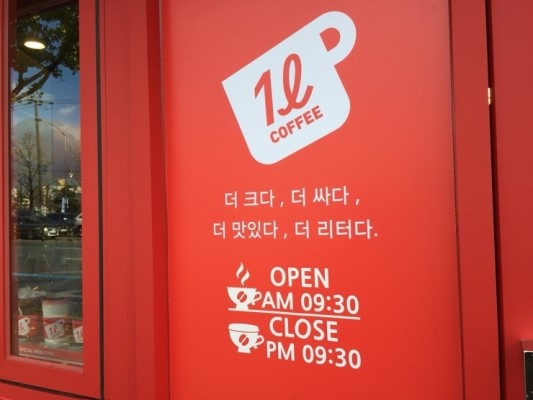 1ℓ
COFFEE
더 크다, 더 싸다,
더 맛있다, 더 리터다.
OPEN
AM 09:30
CLOSE
PM 09:30
1ℓ